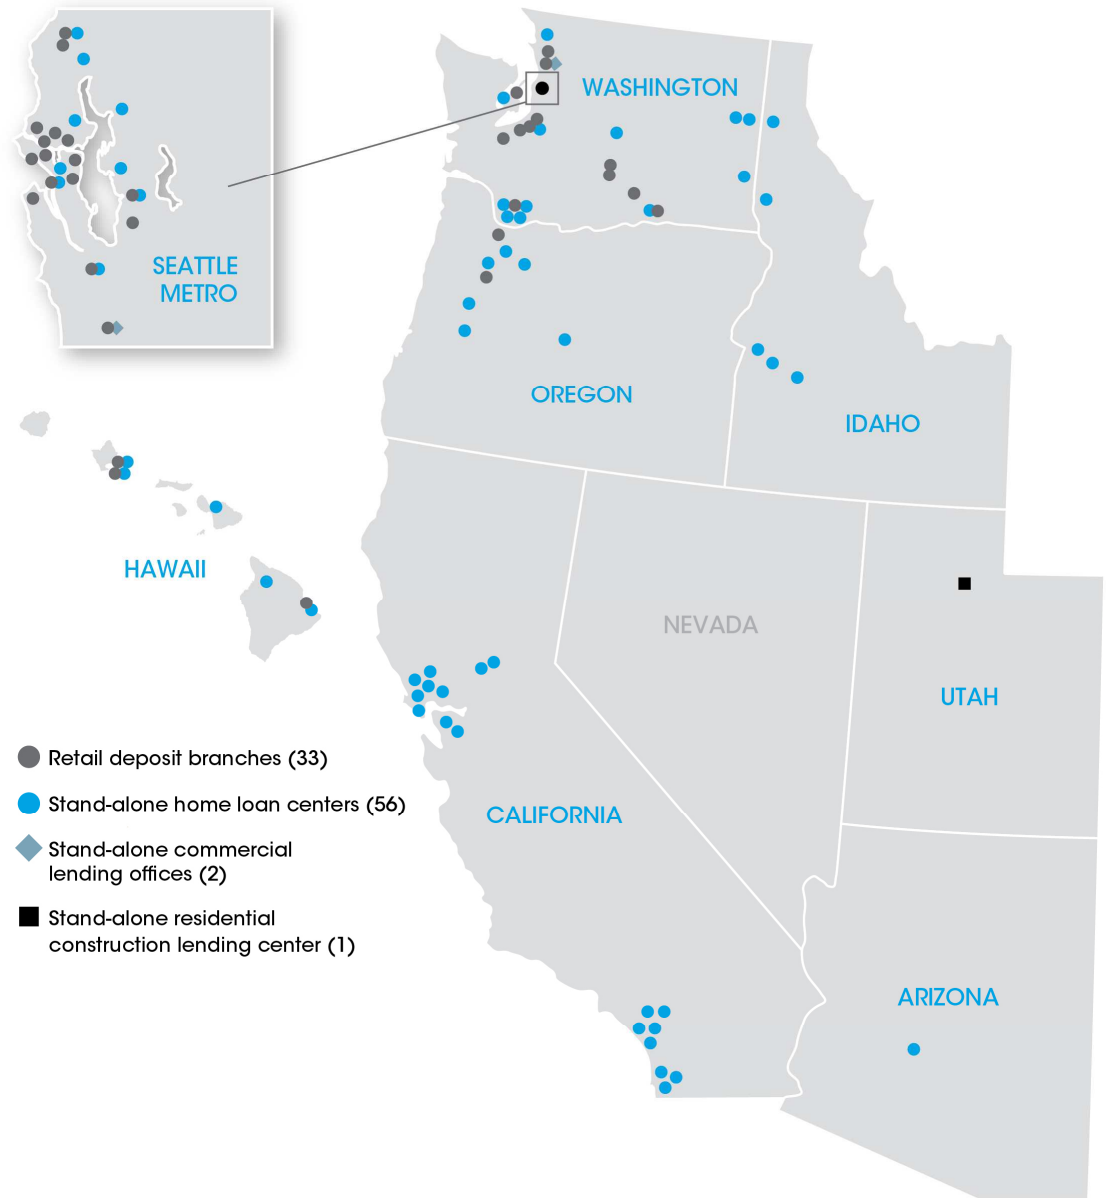 WASHINGTON
SEATTLE
METRO
OREGON
IDAHO
HAWAII
NEVADA
UTAH
Retail deposit branches (33)
Stand-alone home loan centers (56)
CALIFORNIA
Stand-alone commercial
lending offices (2)
Stand-alone residential
construction lending center (1)
ARIZONA